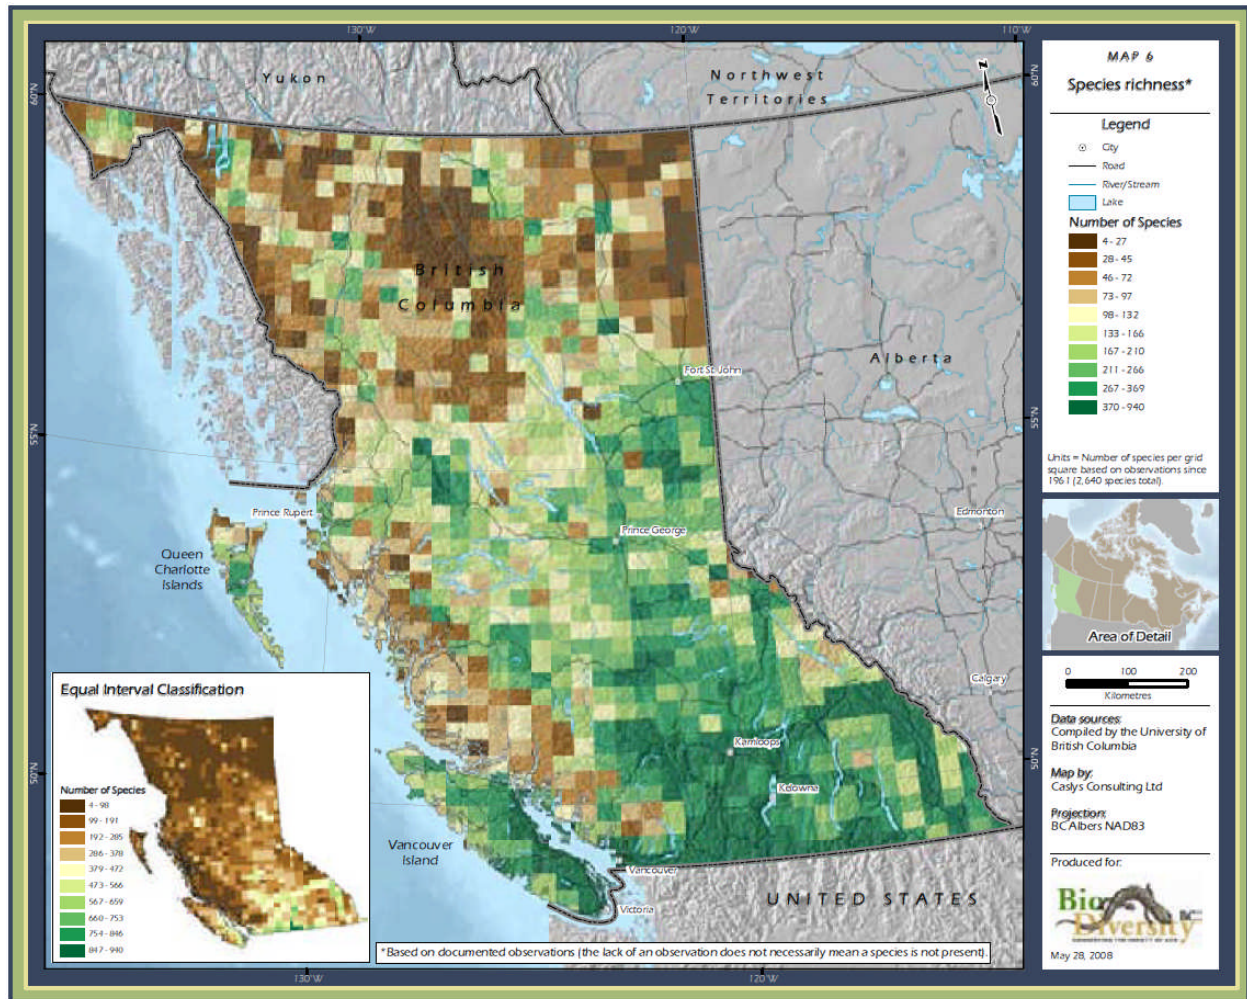 130°W
120°W
110°W
60°N
60°N
55°N
55°N
50°N
50°N
130°W
120°W
Yukon
Northwest
Territories
British
Columbia
Alberta
Fort St John
Prince Rupert
Prince George
Edmonton
Queen
Charlotte
Islands
Calgary
Kamloops
Kelowna
Vancouver
Island
Vancouver
Victoria
UNITED STATES
Equal Interval Classification
Number of Species
4 - 98
99 - 191
192 - 285
286 - 378
379 - 472
473 - 566
567 - 659
660 - 753
754 - 846
847 - 940
*Based on documented observations (the lack of an observation does not necessarily mean a species is not present).
MAP 6
Species richness*
Legend
City
Road
River/Stream
Lake
Number of Species
4 - 27
28 - 45
46 - 72
73 - 97
98 - 132
133 - 166
167 - 210
211 - 266
267 - 369
370 - 940
Units = Number of species per grid
square based on observations since
1961 (2,640 species total).
Area of Detail
0 100 200
Kilometres
Data sources:
Compiled by the University of
British Columbia
Map by:
Caslys Consulting Ltd
Projection:
BC Albers NAD83
Produced for:
Bio
Diversity
BC
May 28, 2008